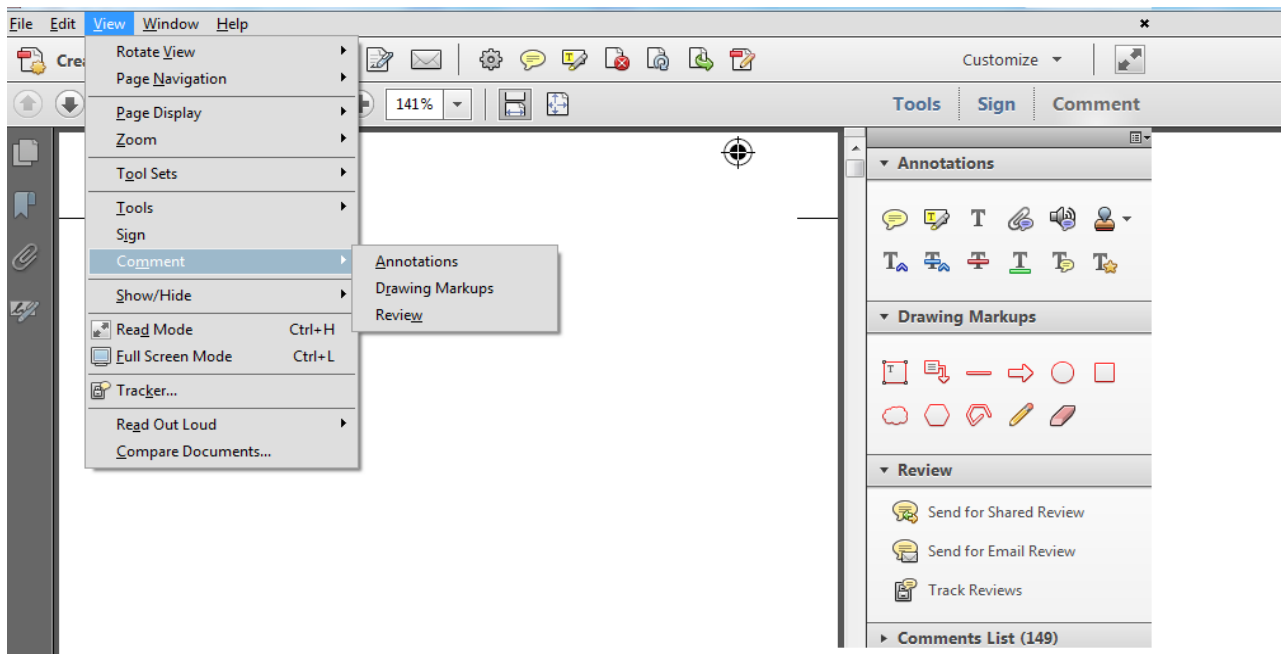 File Edit View Window Help
Customize
141%
Tools Sign Comment
Rotate View
Page Navigation
Page Display
Zoom
Tool Sets
Tools
Sign
Comment
Show/Hide
Read Mode Ctrl+H
Full Screen Mode Ctrl+L
Tracker...
Read Out Loud
Compare Documents...
Annotations
Drawing Markups
Review
Annotations
Drawing Markups
Review
Send for Shared Review
Send for Email Review
Track Reviews
Comments List (149)